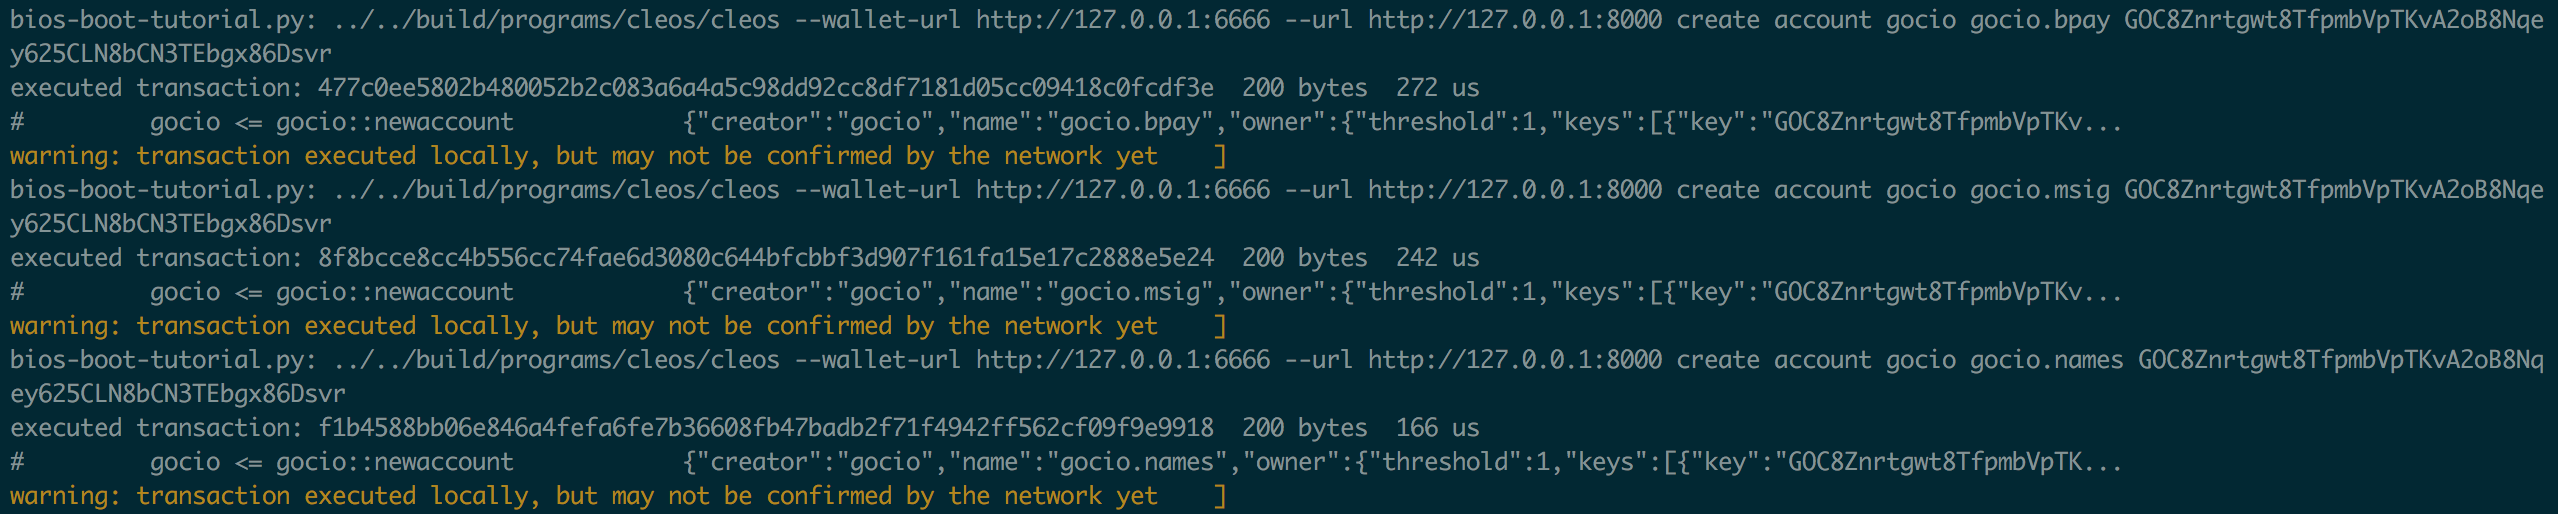 bios-boot-tutorial.py: ../../build/programs/cleos/cleos --wallet-url http://127.0.0.1:6666 --url http://127.0.0.1:8000 create account gocio gocio.bpay GOC8Znrtgwt8TfpmbVpTKvA2oB8Nqe
y625CLN8bCN3TEbgx86Dsvr
executed transaction: 477c0ee5802b480052b2c083a6a4a5c98dd92cc8df7181d05cc09418c0fcdf3e  200 bytes  272 us
#         gocio <= gocio::newaccount            {"creator":"gocio","name":"gocio.bpay","owner":{"threshold":1,"keys":[{"key":"GOC8Znrtgwt8TfpmbVpTKv...
warning: transaction executed locally, but may not be confirmed by the network yet    ]
bios-boot-tutorial.py: ../../build/programs/cleos/cleos --wallet-url http://127.0.0.1:6666 --url http://127.0.0.1:8000 create account gocio gocio.msig GOC8Znrtgwt8TfpmbVpTKvA2oB8Nqe
y625CLN8bCN3TEbgx86Dsvr
executed transaction: 8f8bcce8cc4b556cc74fae6d3080c644bfcbbf3d907f161fa15e17c2888e5e24  200 bytes  242 us
#         gocio <= gocio::newaccount            {"creator":"gocio","name":"gocio.msig","owner":{"threshold":1,"keys":[{"key":"GOC8Znrtgwt8TfpmbVpTKv...
warning: transaction executed locally, but may not be confirmed by the network yet    ]
bios-boot-tutorial.py: ../../build/programs/cleos/cleos --wallet-url http://127.0.0.1:6666 --url http://127.0.0.1:8000 create account gocio gocio.names GOC8Znrtgwt8TfpmbVpTKvA2oB8Nq
ey625CLN8bCN3TEbgx86Dsvr
executed transaction: f1b4588bb06e846a4fefa6fe7b36608fb47badb2f71f4942ff562cf09f9e9918  200 bytes  166 us
#         gocio <= gocio::newaccount            {"creator":"gocio","name":"gocio.names","owner":{"threshold":1,"keys":[{"key":"GOC8Znrtgwt8TfpmbVpTK...
warning: transaction executed locally, but may not be confirmed by the network yet    ]